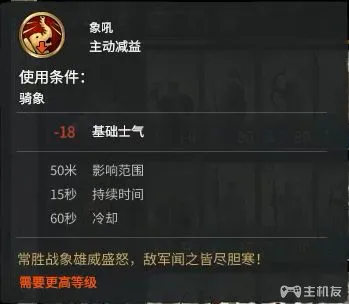 象吼
主动减益
使用条件：
骑象
-18 基础士气
50米 影响范围
15秒 持续时间
60秒 冷却
常胜战象雄威盛怒，敌军闻之皆尽胆寒！
需要更高等级
主机友